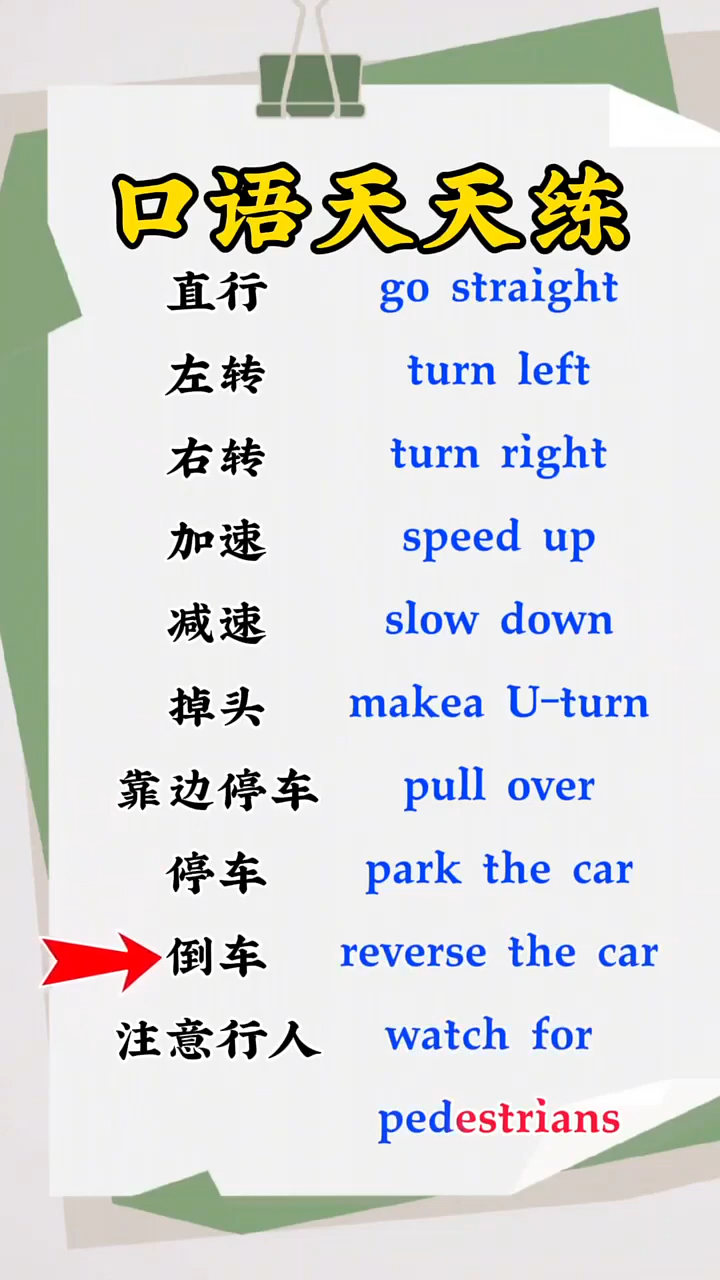 口语天天练
直行 go straight
左转 turn left
右转 turn right
加速 speed up
减速 slow down
掉头 makea U-turn
靠边停车 pull over
停车 park the car
倒车 reverse the car
注意行人 watch for
pedestrians